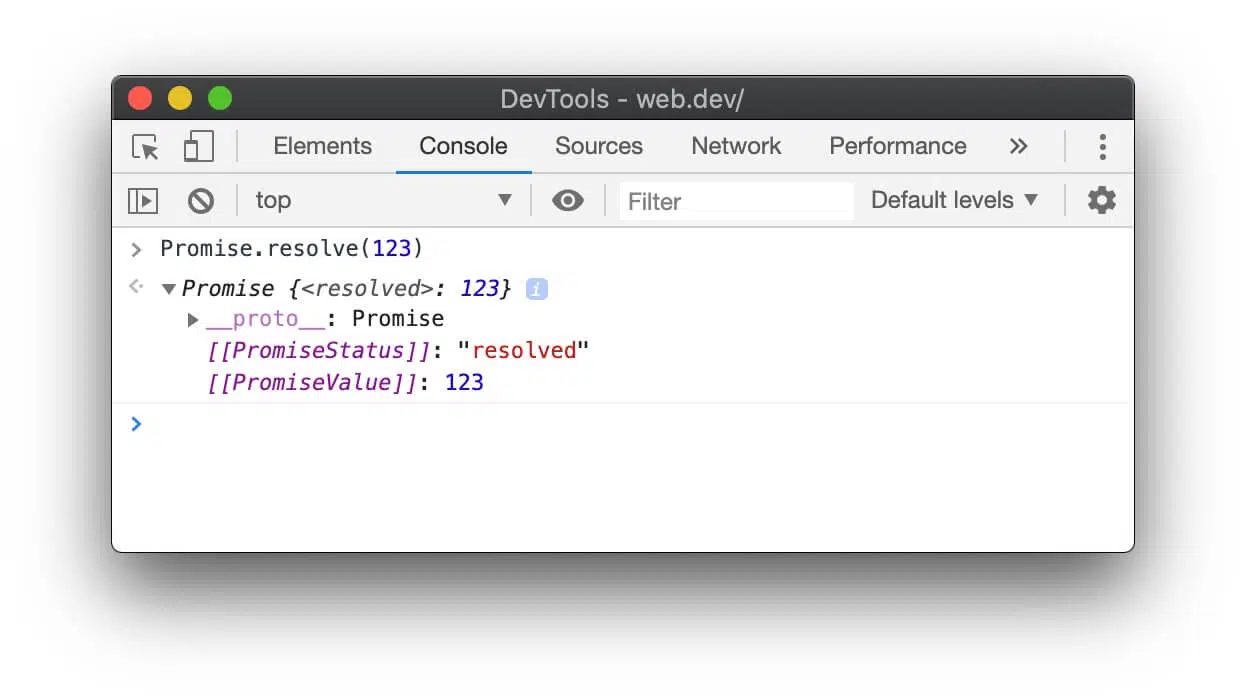 DevTools - web.dev/
Elements Console Sources Network Performance »
top ▼ Filter Default levels ▼
> Promise.resolve(123)
<· ▼Promise {<resolved>: 123} i
▶__proto__: Promise
[[PromiseStatus]]: "resolved"
[[PromiseValue]]: 123
>